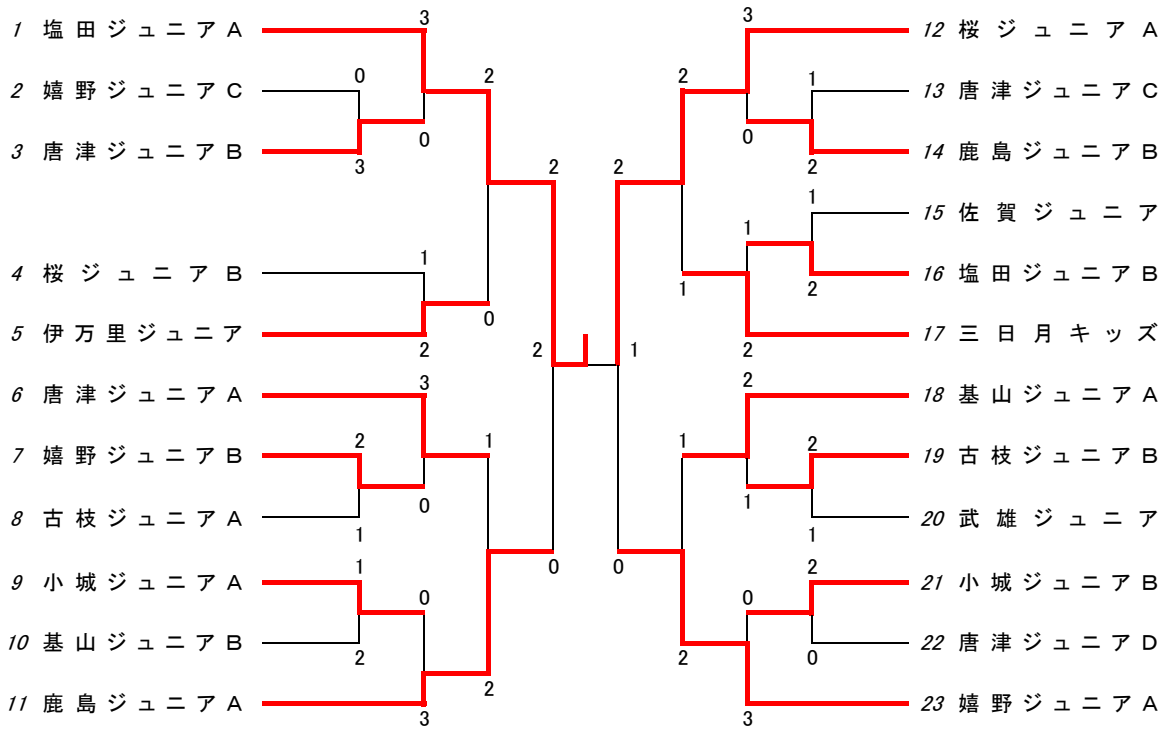 1 塩田ジュニアA
2 嬉野ジュニアC
3 唐津ジュニアB
4 桜ジュニアB
5 伊万里ジュニア
6 唐津ジュニアA
7 嬉野ジュニアB
8 古枝ジュニアA
9 小城ジュニアA
10 基山ジュニアB
11 鹿島ジュニアA
3
0
2
0
3
2
1
0
2
2
3
2
1
0
1
1
0
0
2
2
3
3
2
1
0
2
2
1
1
1
2
2
1
2
2
1
2
1
1
0
0
2
2
0
3
12 桜ジュニアA
13 唐津ジュニアC
14 鹿島ジュニアB
15 佐賀ジュニア
16 塩田ジュニアB
17 三日月キッズ
18 基山ジュニアA
19 古枝ジュニアB
20 武雄ジュニア
21 小城ジュニアB
22 唐津ジュニアD
23 嬉野ジュニアA